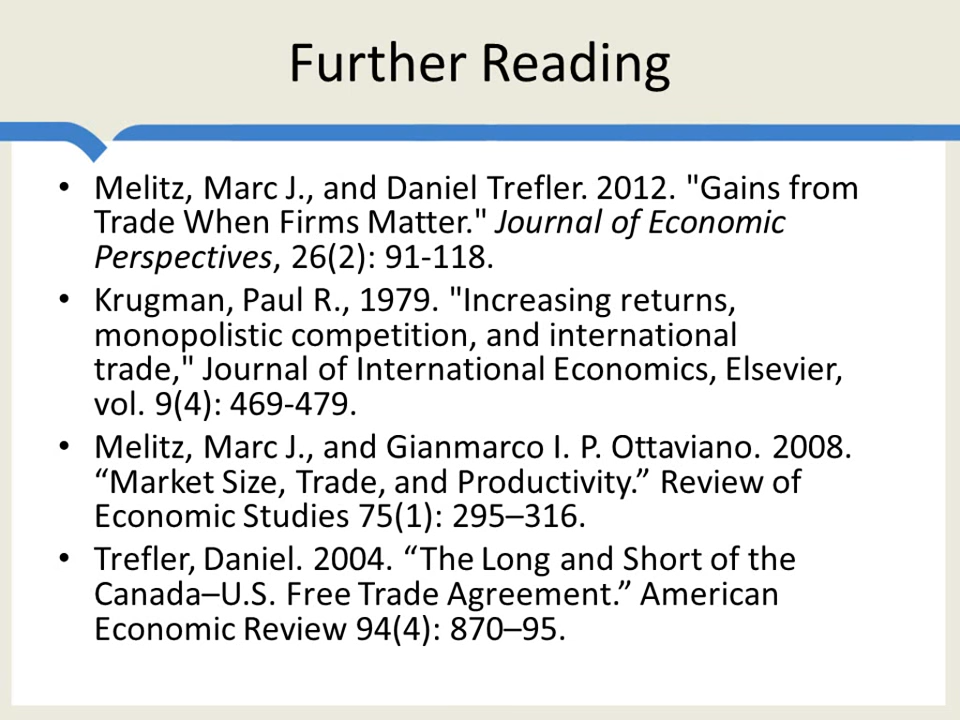 Further Reading
• Melitz, Marc J., and Daniel Trefler. 2012. "Gains from
Trade When Firms Matter." Journal of Economic
Perspectives, 26(2): 91-118.
• Krugman, Paul R., 1979. "Increasing returns,
monopolistic competition, and international
trade," Journal of International Economics, Elsevier,
vol. 9(4): 469-479.
• Melitz, Marc J., and Gianmarco I. P. Ottaviano. 2008.
“Market Size, Trade, and Productivity.” Review of
Economic Studies 75(1): 295–316.
• Trefler, Daniel. 2004. “The Long and Short of the
Canada–U.S. Free Trade Agreement.” American
Economic Review 94(4): 870–95.